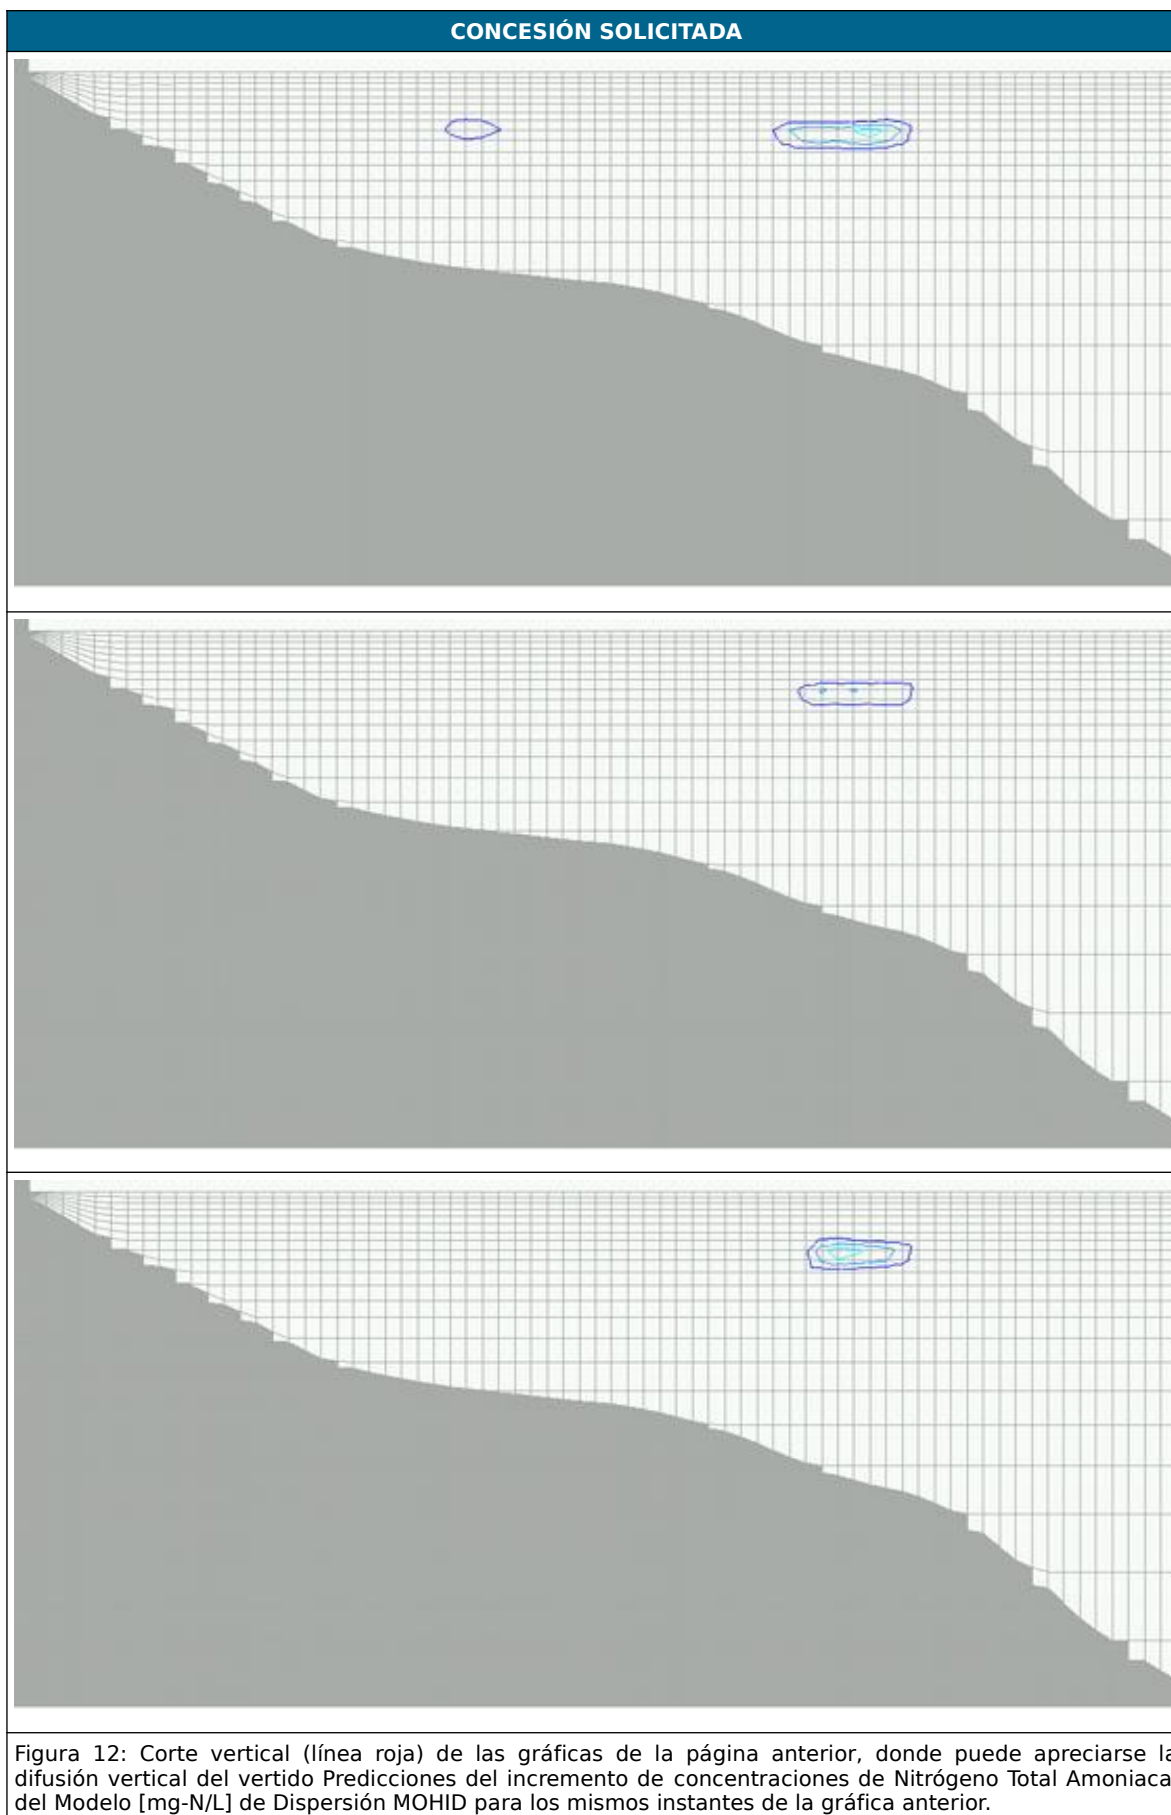 CONCESIÓN SOLICITADA
Figura 12: Corte vertical (línea roja) de las gráficas de la página anterior, donde puede apreciarse la
difusión vertical del vertido Predicciones del incremento de concentraciones de Nitrógeno Total Amoniacal
del Modelo [mg-N/L] de Dispersión MOHID para los mismos instantes de la gráfica anterior.